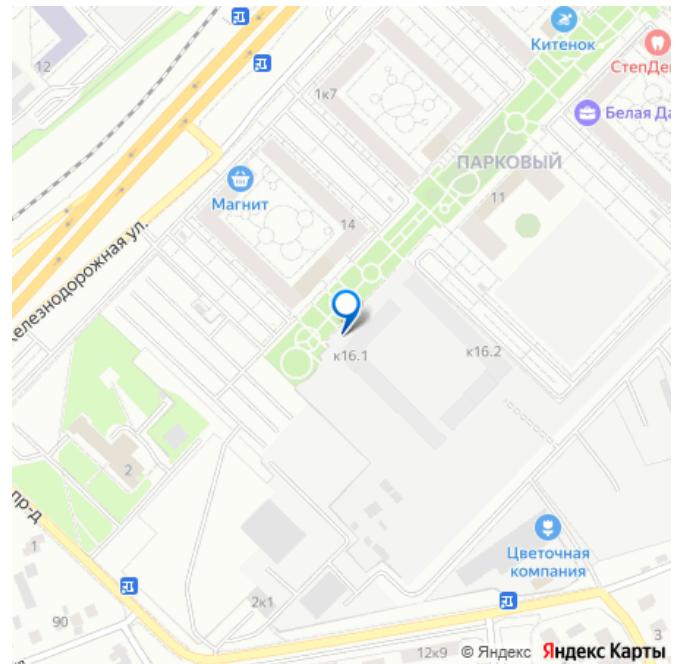 12
Китенок
СтепДе
1к7
Белая Да
ПАРКОВЫЙ
Магнит
11
14
елезнодорожная ул.
к16.1
к16.2
2
пр-д
1
Цветочная
компания
2к1
90
12к9
3
© Яндекс Яндекс Карты